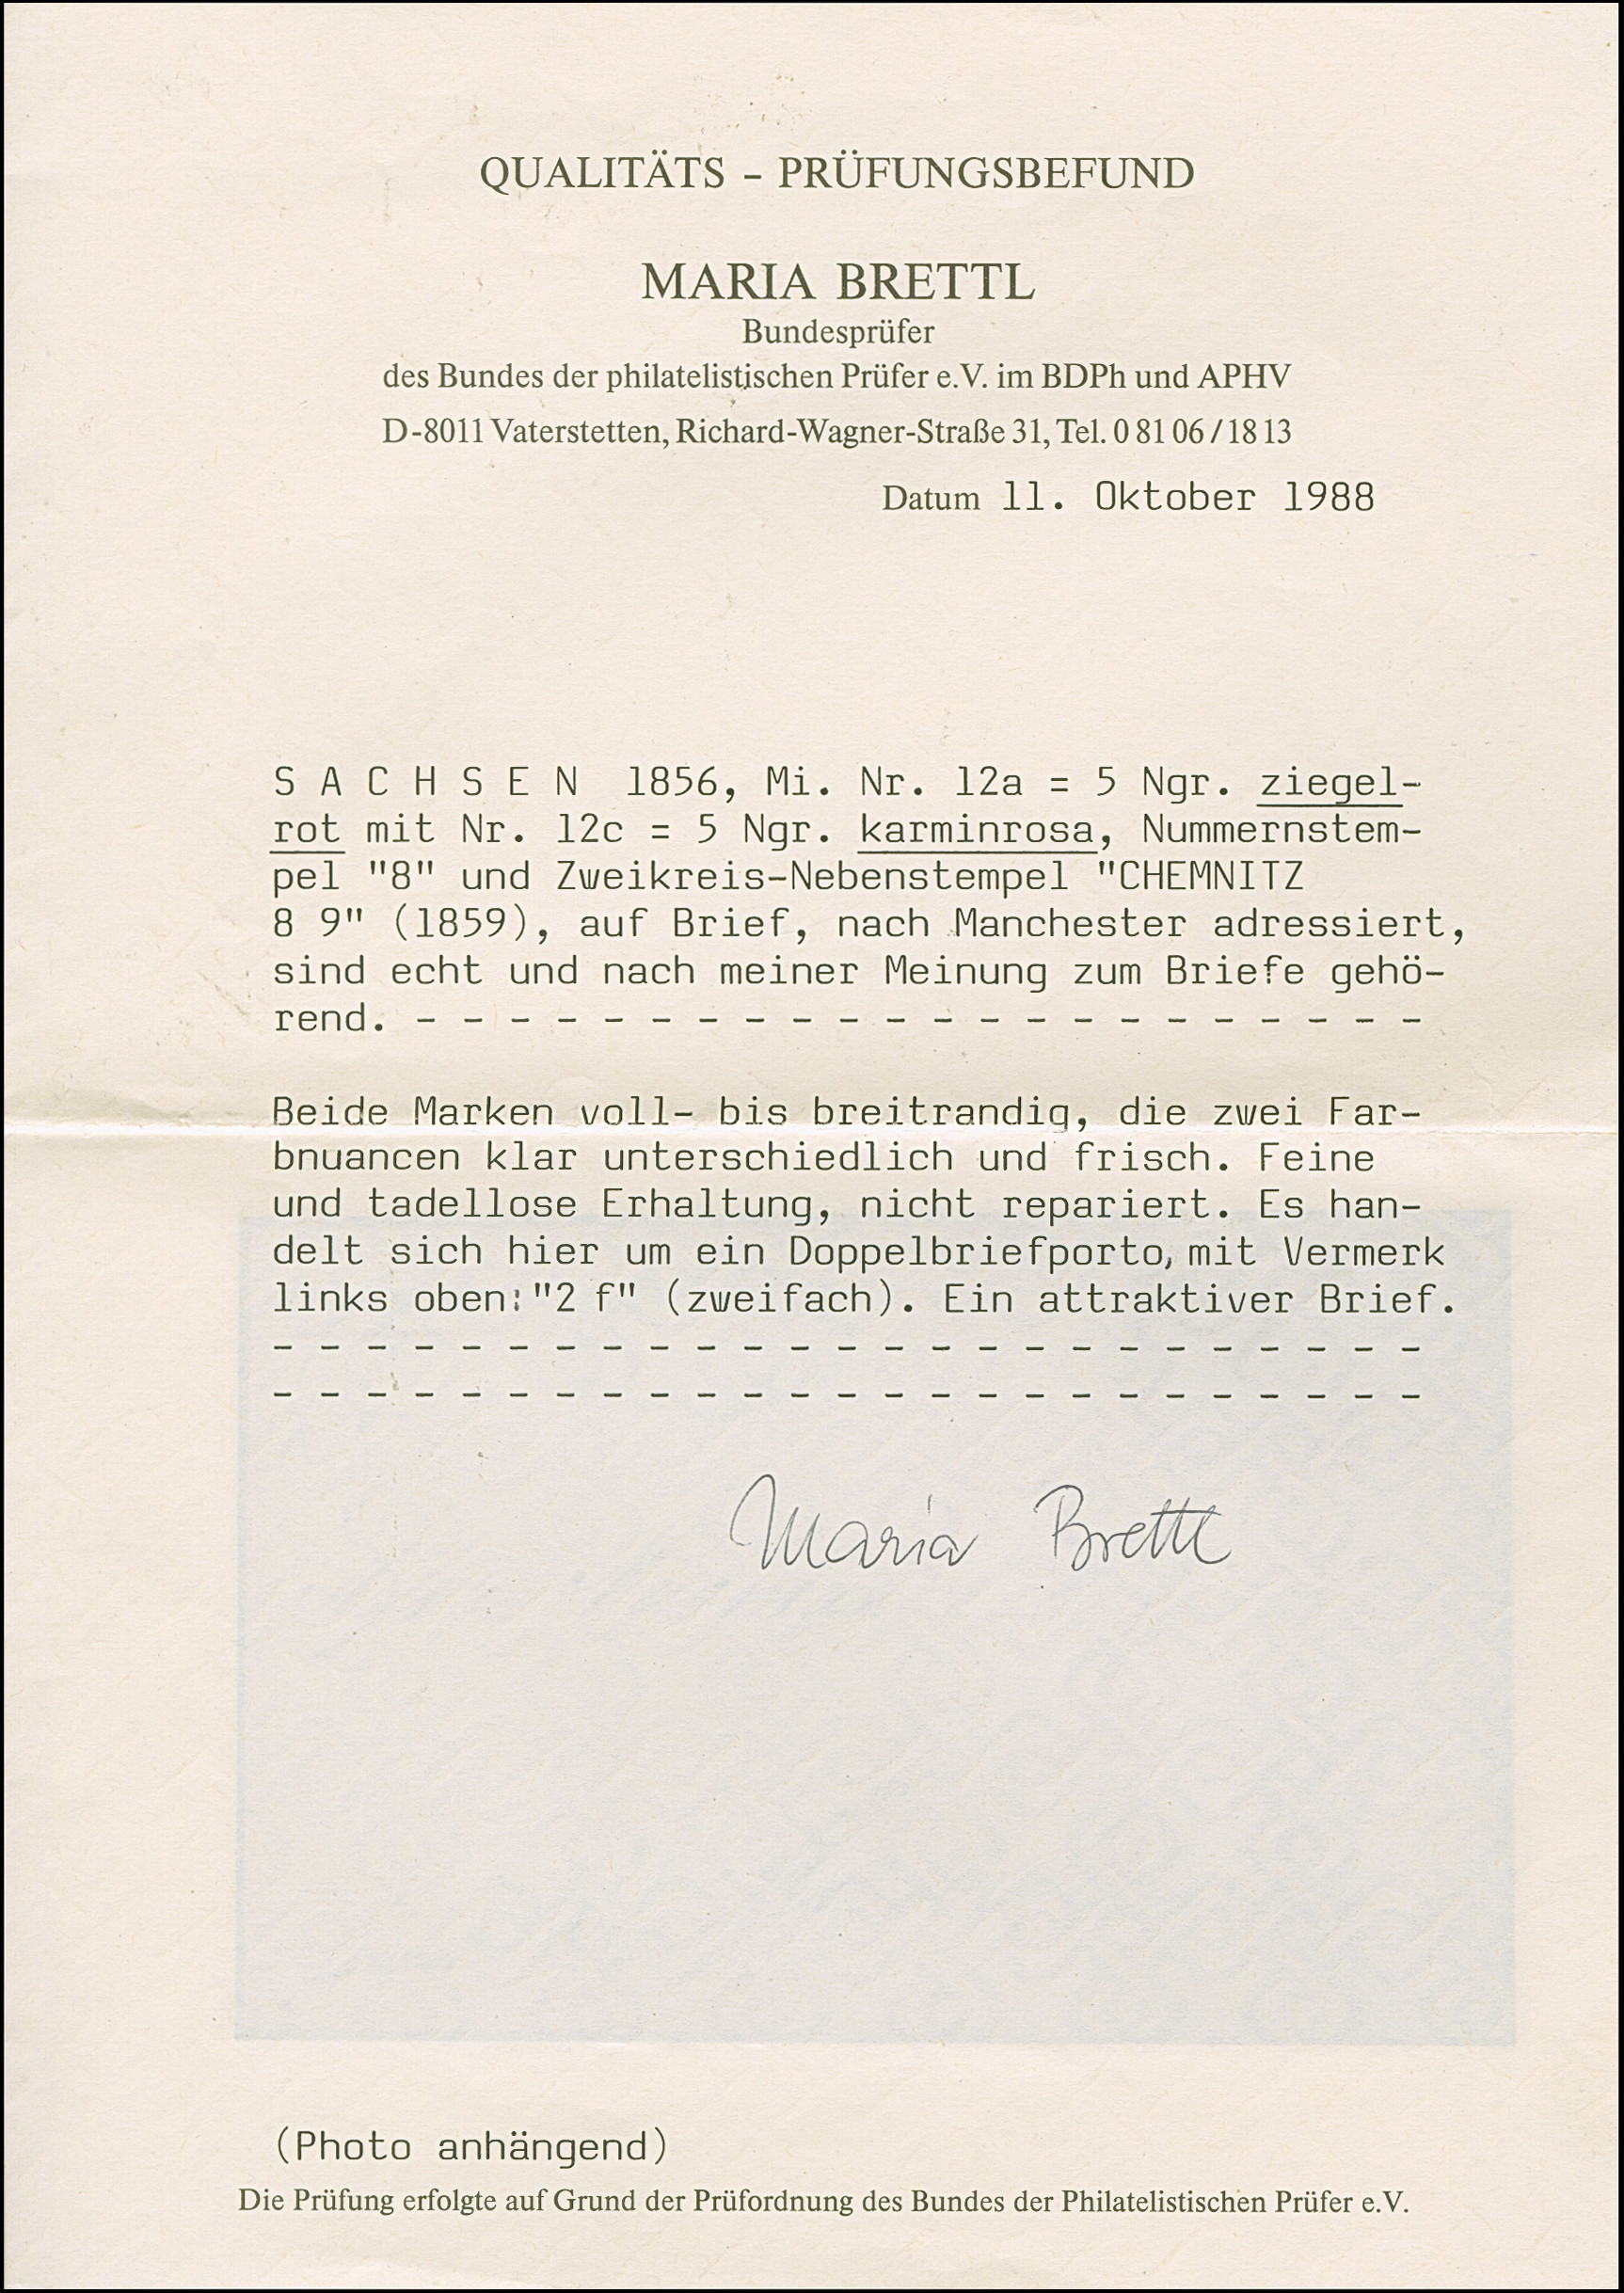 QUALITÄTS - PRÜFUNGSBEFUND
MARIA BRETTL
Bundesprüfer
des Bundes der philatelistischen Prüfer e.V. im BDPh und APHV
D-8011 Vaterstetten, Richard-Wagner-Straße 31, Tel. 0 81 06 / 18 13
Datum 11. Oktober 1988
S A C H S E N 1856, Mi. Nr. 12a = 5 Ngr. ziegel-
rot mit Nr. 12c = 5 Ngr. karminrosa, Nummernstem-
pel "8" und Zweikreis-Nebenstempel "CHEMNITZ
8 9" (1859), auf Brief, nach Manchester adressiert,
sind echt und nach meiner Meinung zum Briefe gehö-
rend. - - - - - - - - - - - - - - - - - - - - - -
Beide Marken voll- bis breitrandig, die zwei Far-
bnuancen klar unterschiedlich und frisch. Feine
und tadellose Erhaltung, nicht repariert. Es han-
delt sich hier um ein Doppelbriefporto, mit Vermerk
links oben: "2 f" (zweifach). Ein attraktiver Brief.
- - - - - - - - - - - - - - - - - - - - - - - - -
- - - - - - - - - - - - - - - - - - - - - - - - -
Maria Brettl
(Photo anhängend)
Die Prüfung erfolgte auf Grund der Prüfordnung des Bundes der Philatelistischen Prüfer e.V.